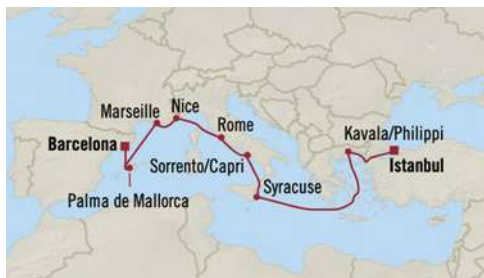 Nice
Marseille
Rome
Kavala/Philippi
Barcelona
Istanbul
Sorrento/Capri
Syracuse
Palma de Mallorca